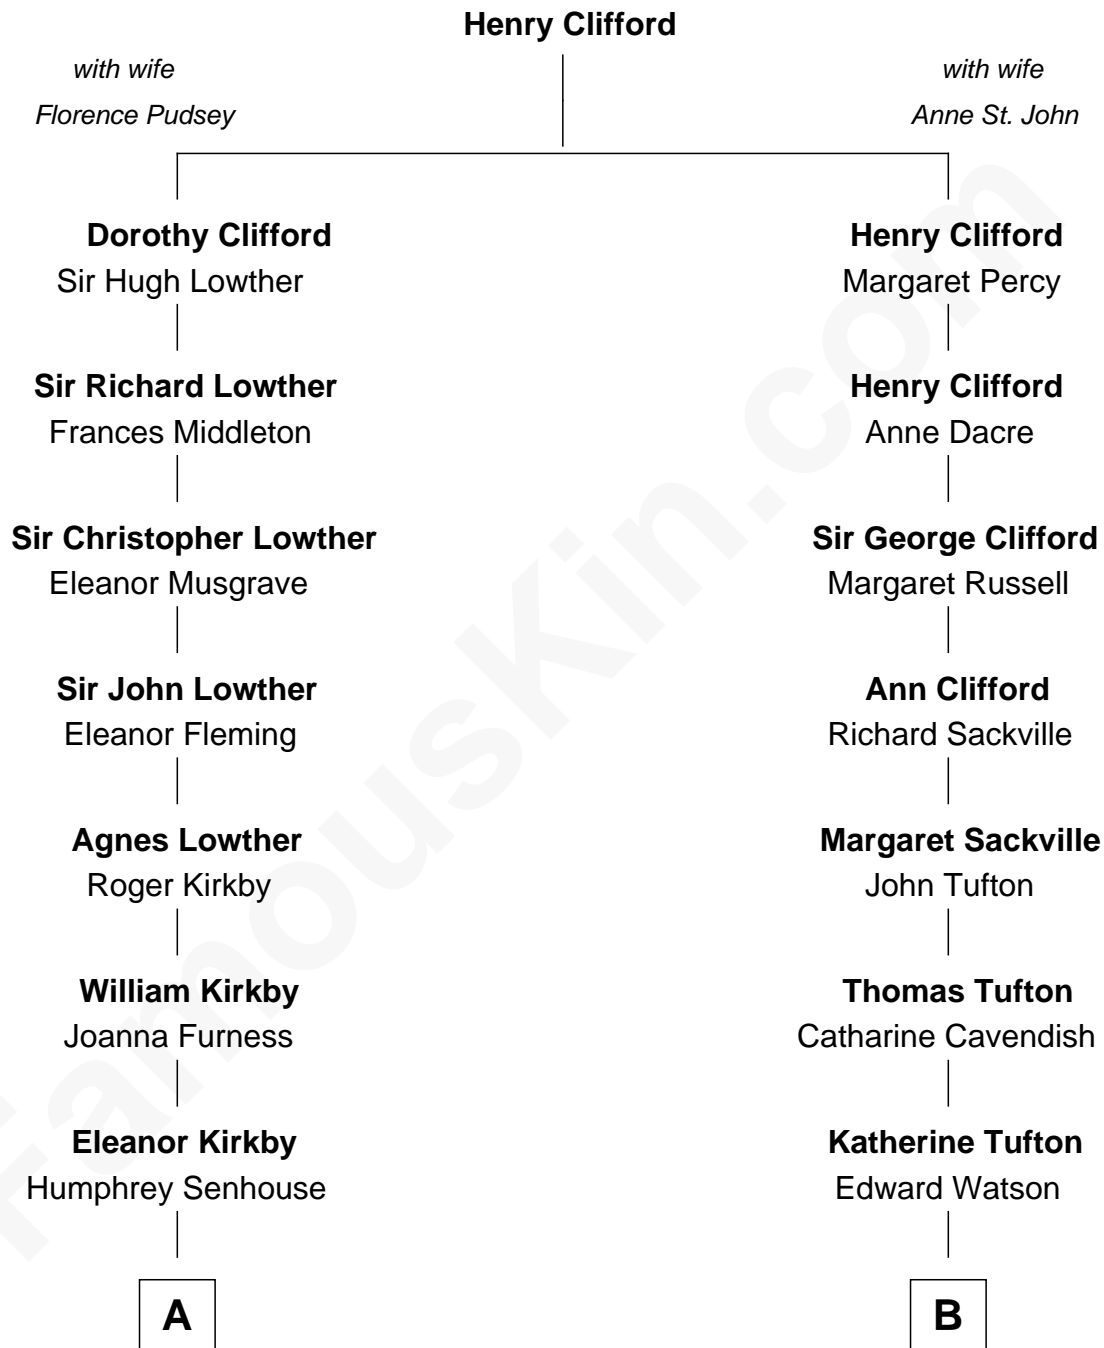 Henry Clifford
with wife
Florence Pudsey
with wife
Anne St. John
Dorothy Clifford
Sir Hugh Lowther
Henry Clifford
Margaret Percy
Sir Richard Lowther
Frances Middleton
Henry Clifford
Anne Dacre
Sir Christopher Lowther
Eleanor Musgrave
Sir George Clifford
Margaret Russell
Sir John Lowther
Eleanor Fleming
Ann Clifford
Richard Sackville
Agnes Lowther
Roger Kirkby
Margaret Sackville
John Tufton
William Kirkby
Joanna Furness
Thomas Tufton
Catharine Cavendish
Eleanor Kirkby
Humphrey Senhouse
Katherine Tufton
Edward Watson
A
B
FamousKin.com